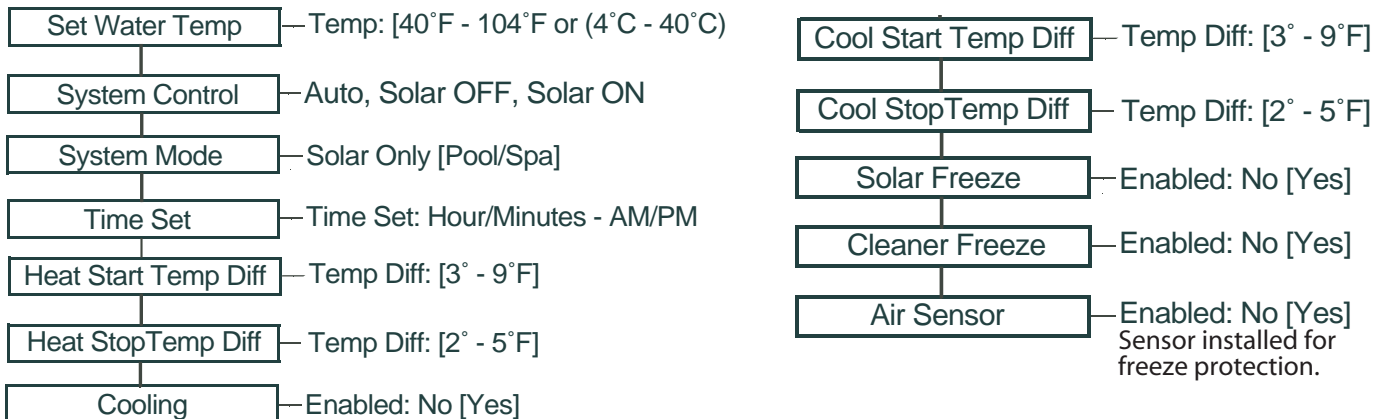 Set Water Temp Temp: [40˚F - 104˚F or (4˚C - 40˚C)
System Control Auto, Solar OFF, Solar ON
System Mode Solar Only [Pool/Spa]
Time Set Time Set: Hour/Minutes - AM/PM
Heat Start Temp Diff Temp Diff: [3˚ - 9˚F]
Heat StopTemp Diff Temp Diff: [2˚ - 5˚F]
Cooling Enabled: No [Yes]
Cool Start Temp Diff Temp Diff: [3˚ - 9˚F]
Cool StopTemp Diff Temp Diff: [2˚ - 5˚F]
Solar Freeze Enabled: No [Yes]
Cleaner Freeze Enabled: No [Yes]
Air Sensor Enabled: No [Yes]
Sensor installed for
freeze protection.